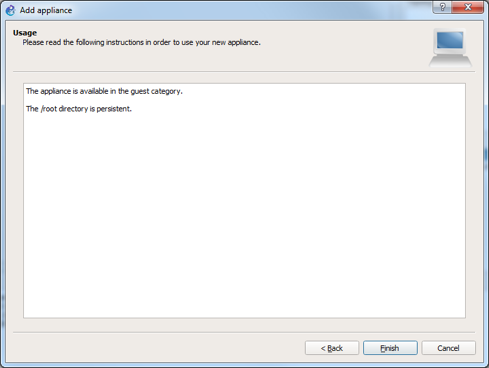 Add appliance
Usage
Please read the following instructions in order to use your new appliance.
The appliance is available in the guest category.
The /root directory is persistent.
< Back
Finish
Cancel